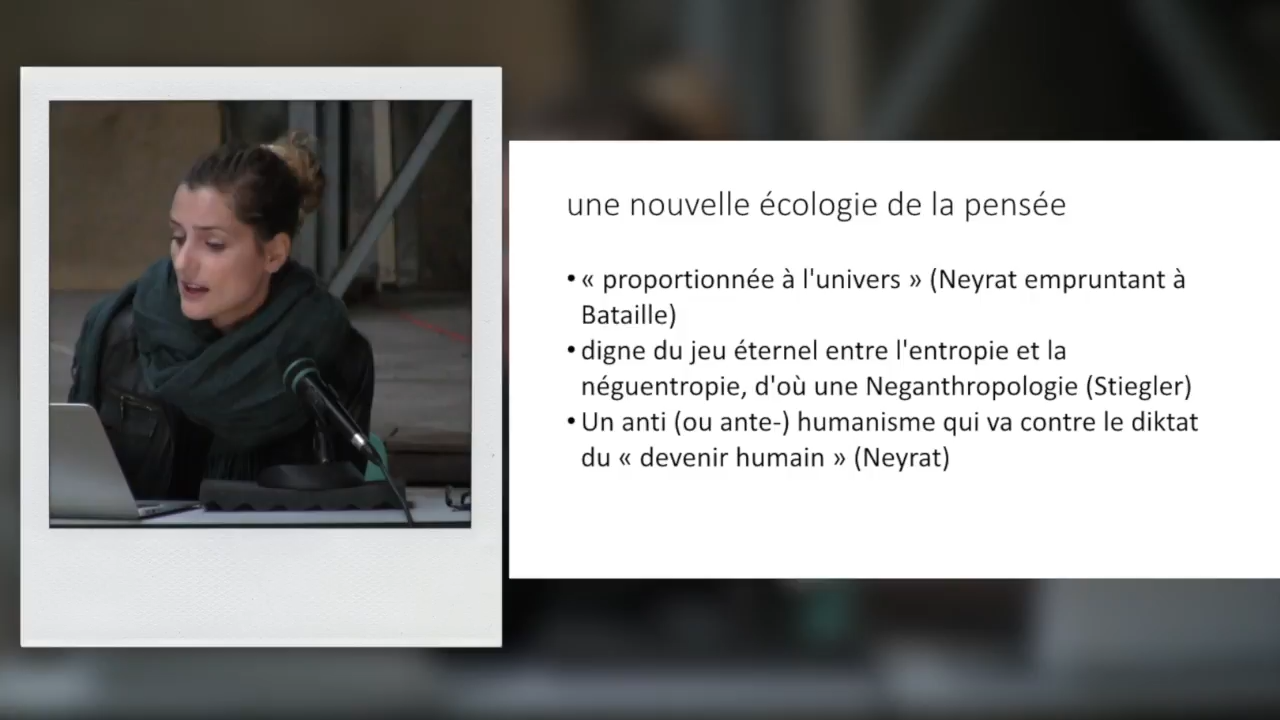 une nouvelle écologie de la pensée
• « proportionnée à l'univers » (Neyrat empruntant à
Bataille)
• digne du jeu éternel entre l'entropie et la
néguentropie, d'où une Neganthropologie (Stiegler)
• Un anti (ou ante-) humanisme qui va contre le diktat
du « devenir humain » (Neyrat)